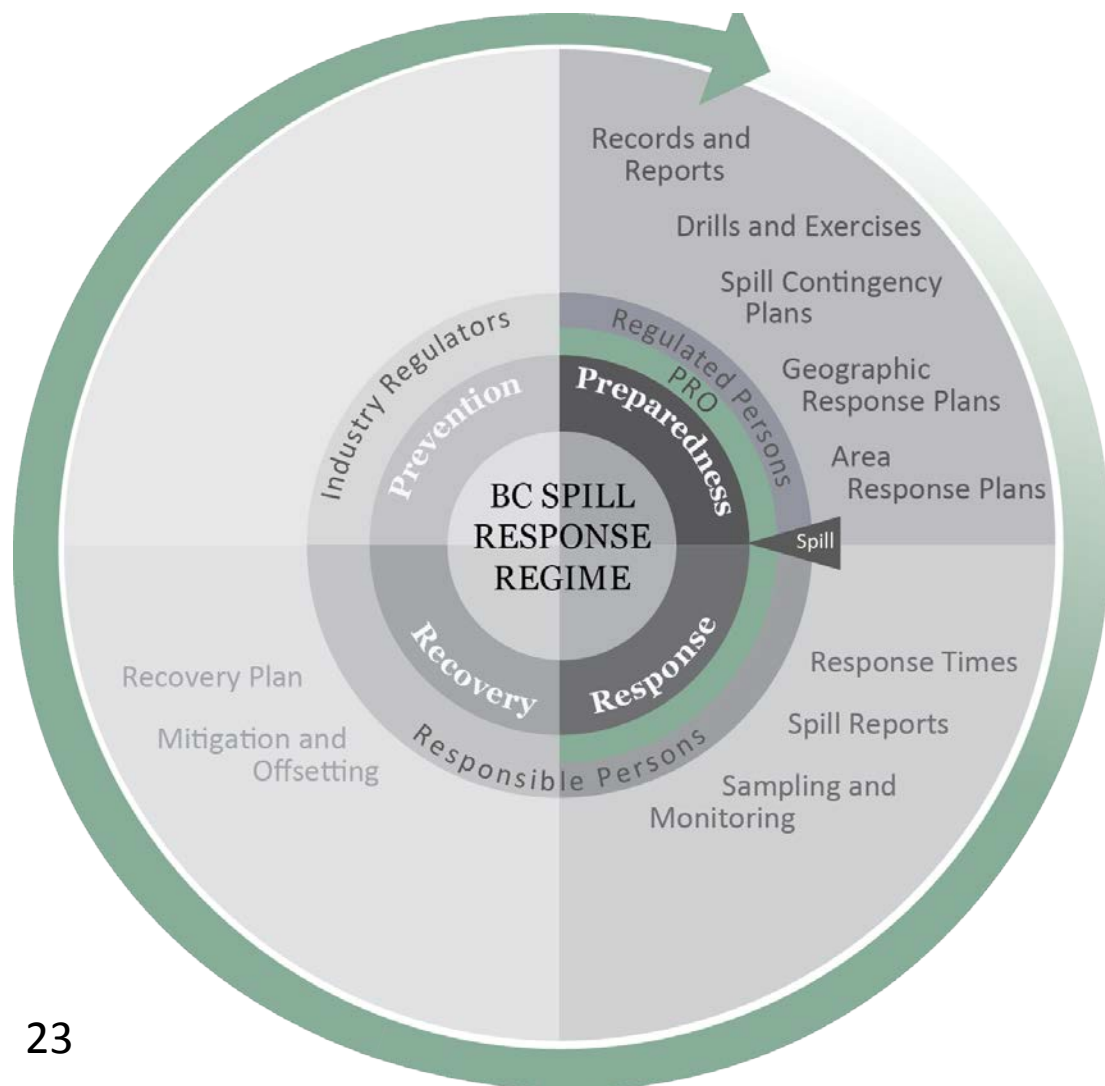 Records and
Reports
Drills and Exercises
Spill Contingency
Plans
Geographic
Response Plans
Area
Response Plans
Industry Regulators
Regulated Persons
PRO
Prevention
Preparedness
BC SPILL
RESPONSE
REGIME
Spill
Recovery
Response
Responsible Persons
Response Times
Spill Reports
Sampling and
Monitoring
Recovery Plan
Mitigation and
Offsetting
23